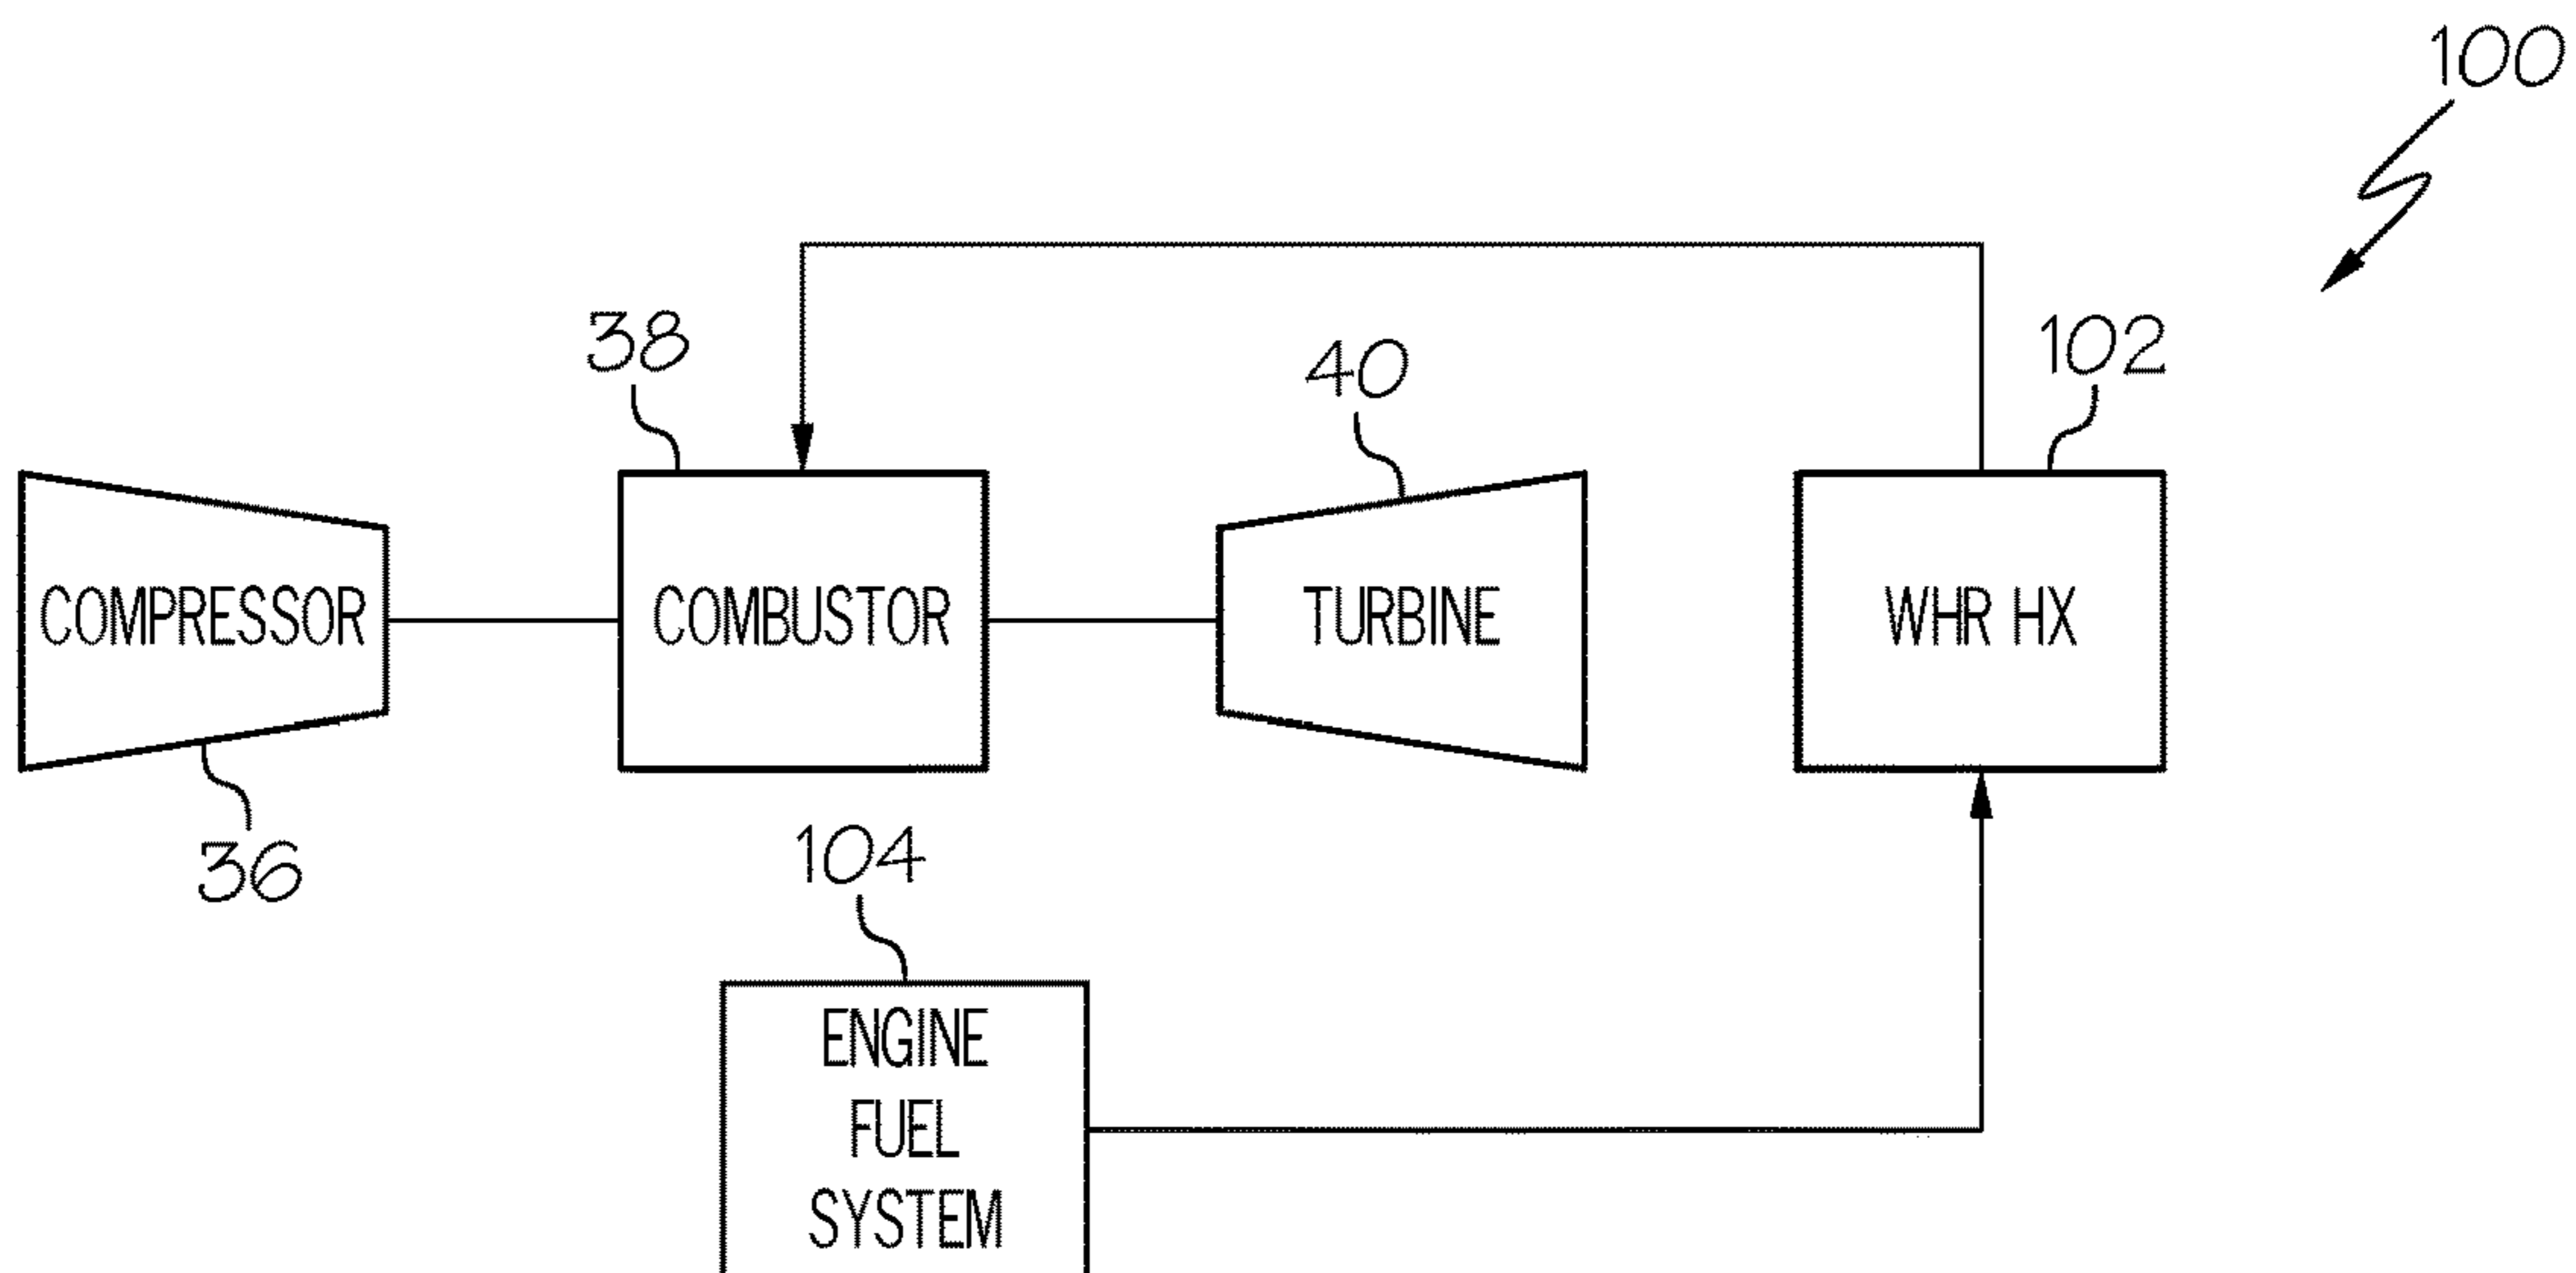 100
38
40
102
COMPRESSOR
COMBUSTOR
TURBINE
WHR HX
36
104
ENGINE
FUEL
SYSTEM